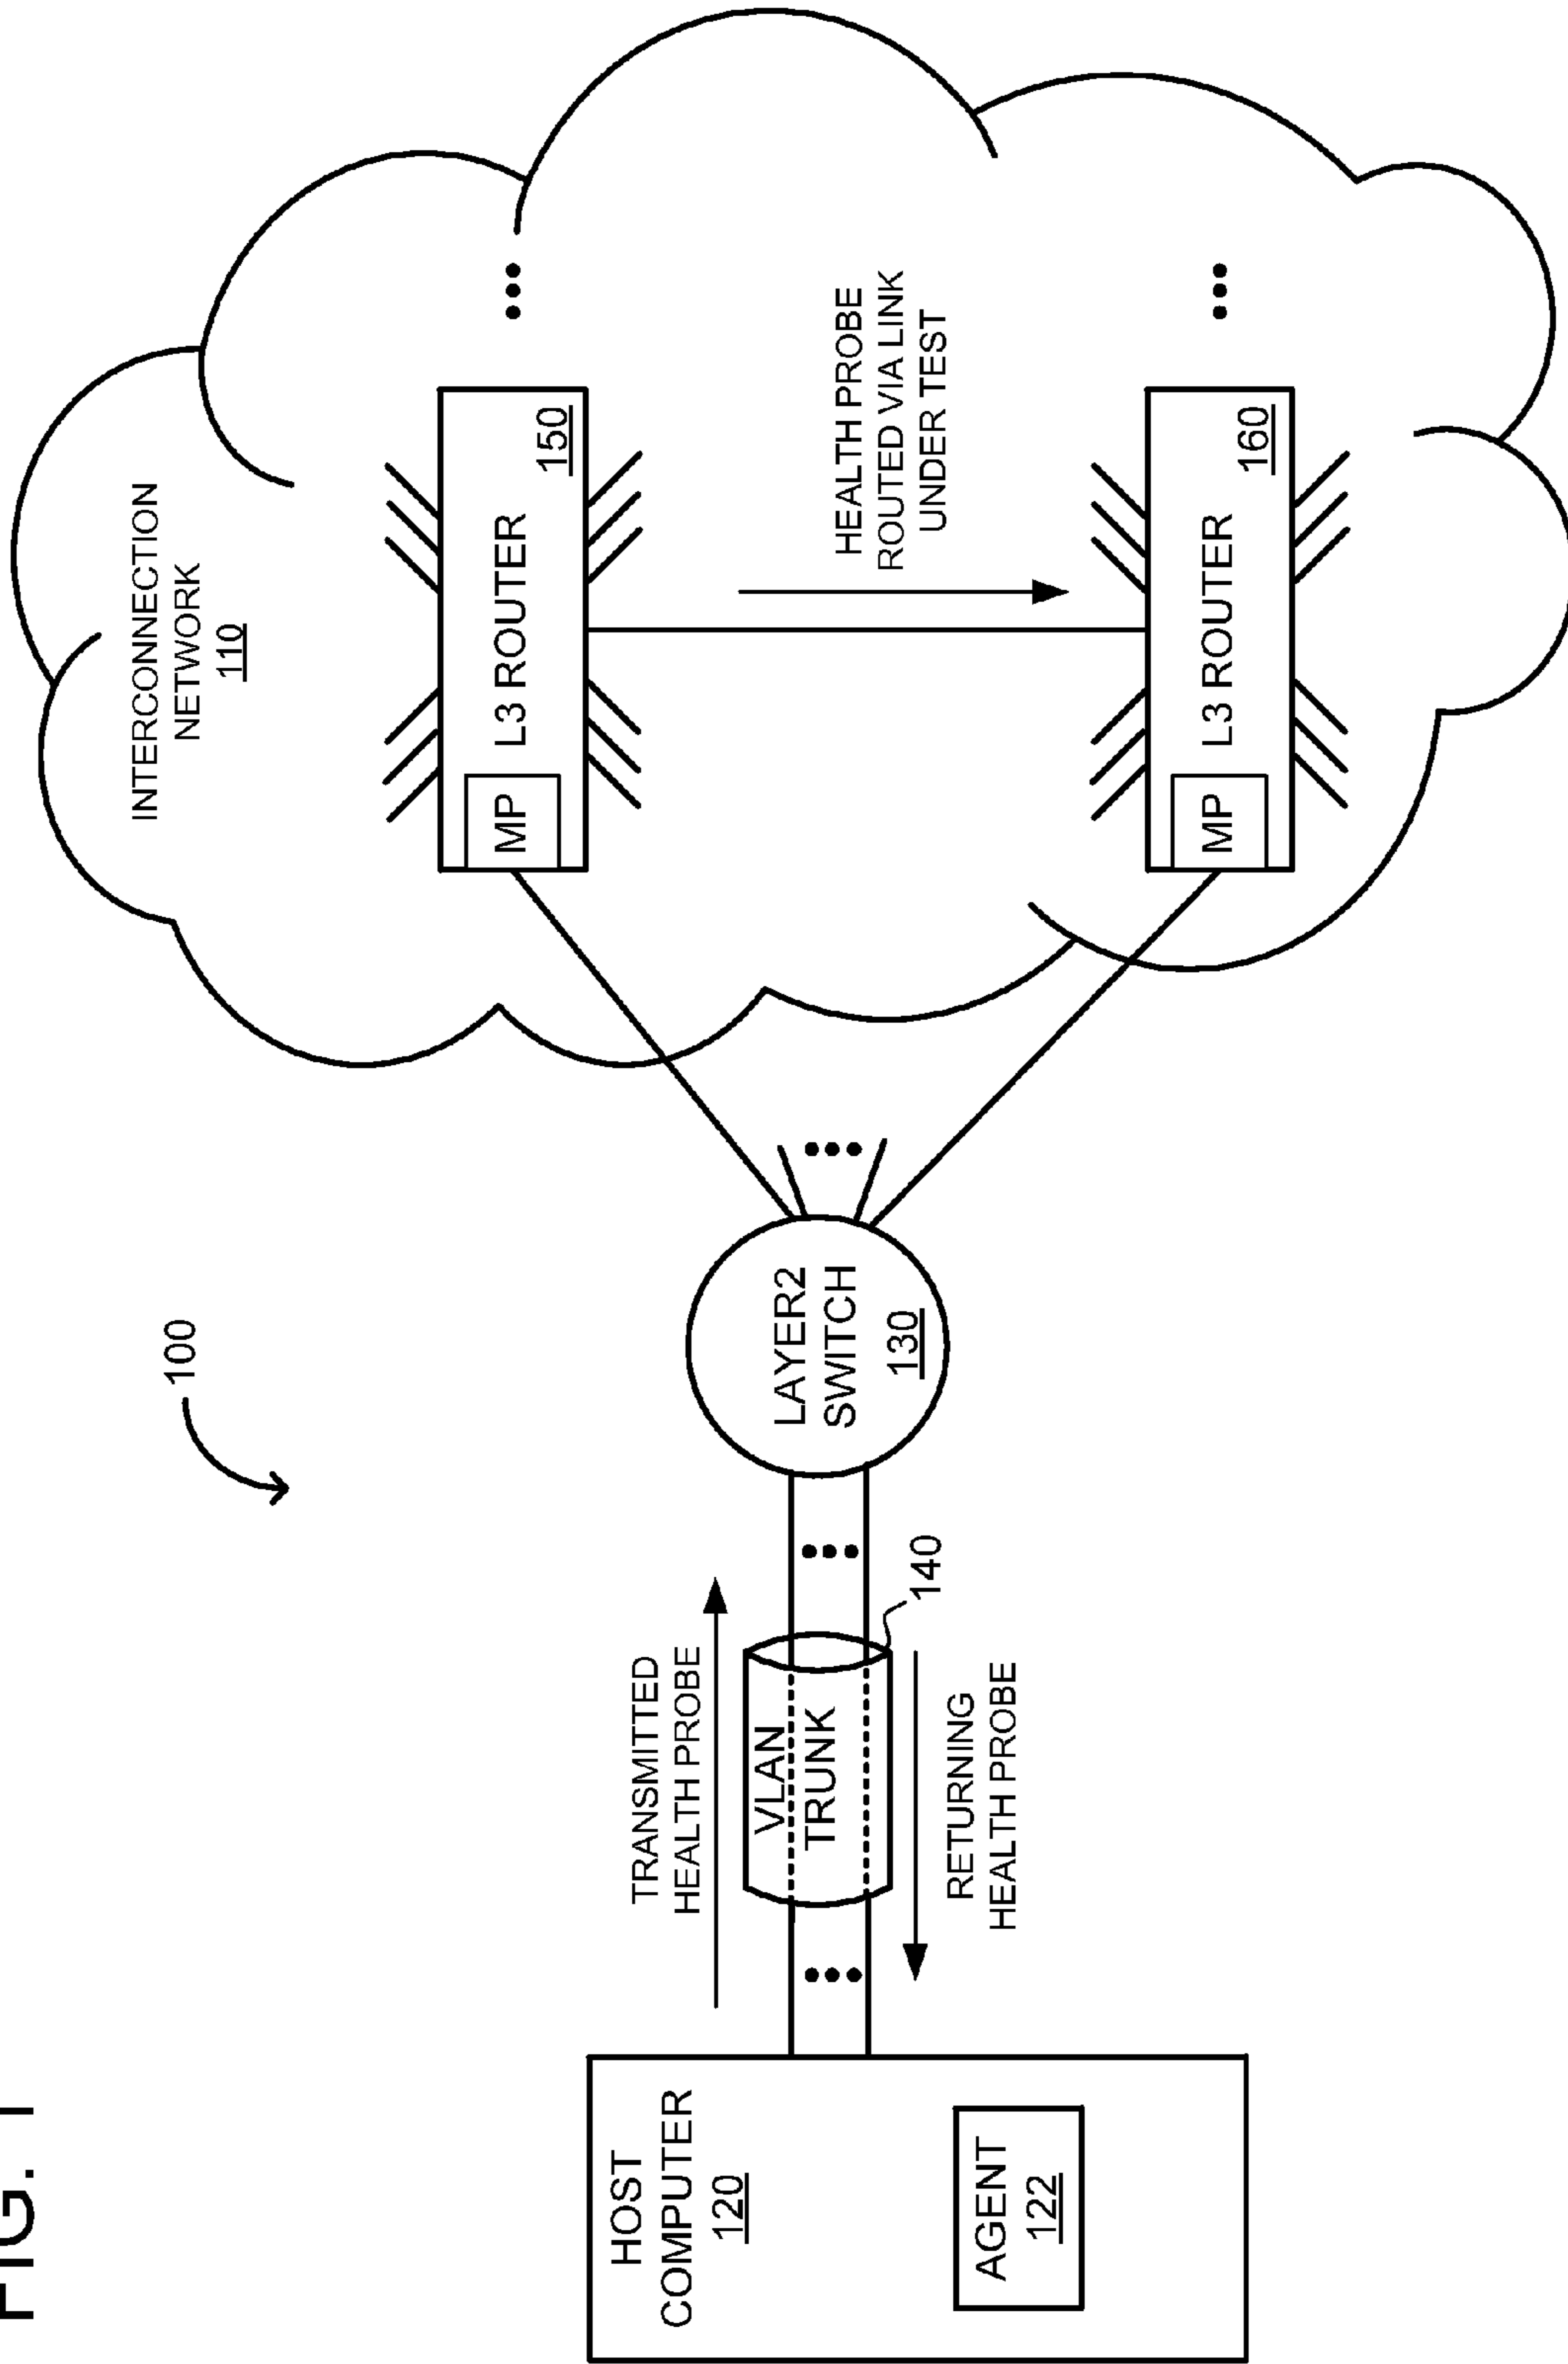 FIG. 1
100
INTERCONNECTION
NETWORK
110
HOST
COMPUTER
120
AGENT
122
TRANSMITTED
HEALTH PROBE
VLAN
TRUNK
140
RETURNING
HEALTH PROBE
LAYER2
SWITCH
130
MP
L3 ROUTER
150
HEALTH PROBE
ROUTED VIA LINK
UNDER TEST
MP
L3 ROUTER
160